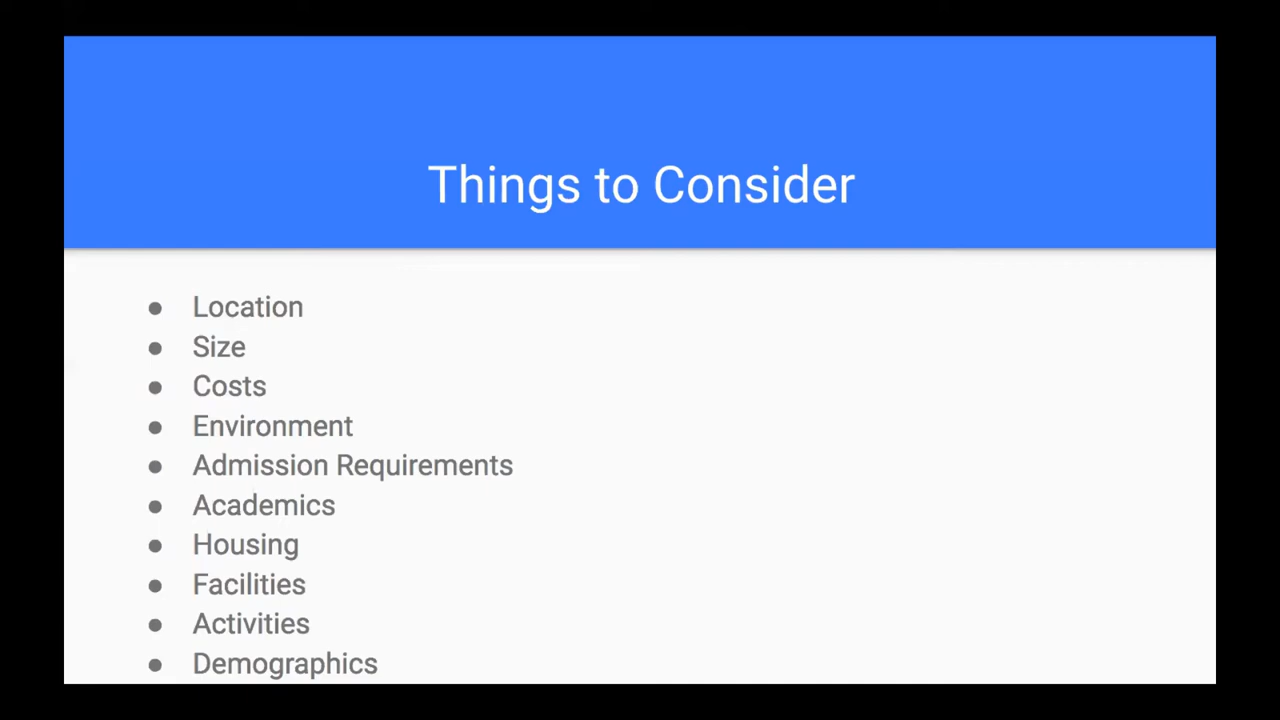 Things to Consider
● Location
● Size
● Costs
● Environment
● Admission Requirements
● Academics
● Housing
● Facilities
● Activities
● Demographics